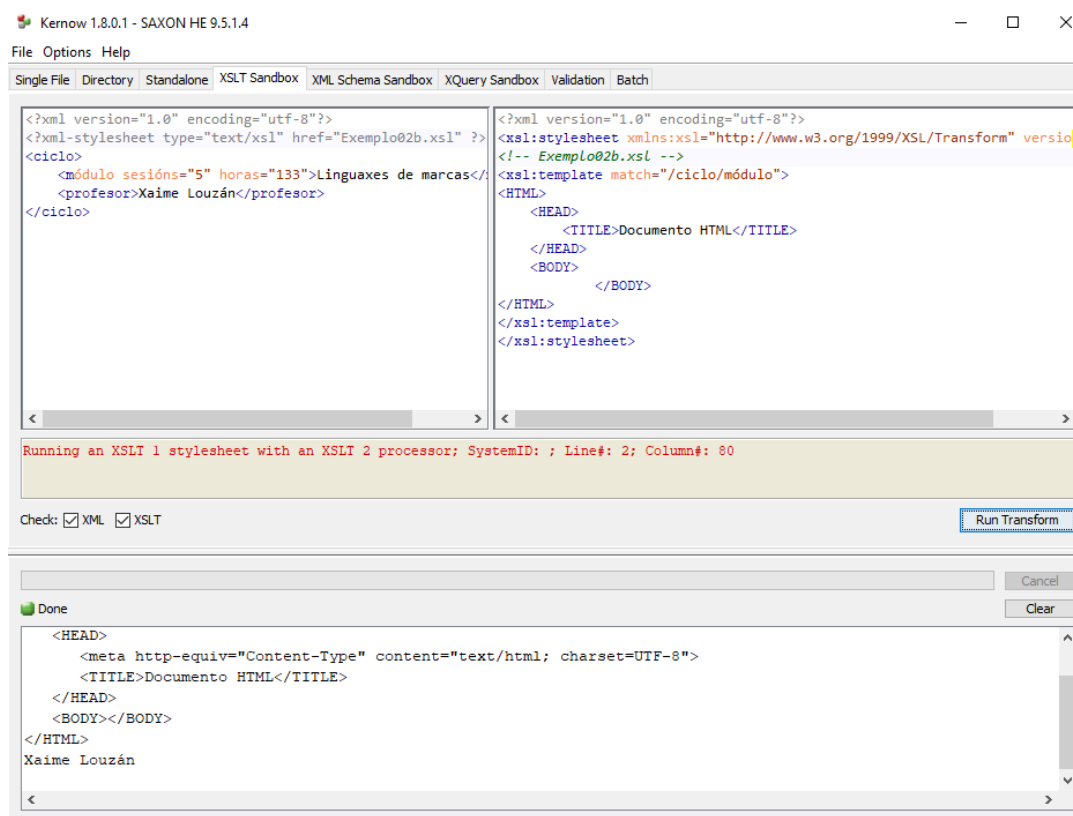 Kernow 1.8.0.1 - SAXON HE 9.5.1.4
File Options Help
Single File Directory Standalone XSLT Sandbox XML Schema Sandbox XQuery Sandbox Validation Batch
<?xml version="1.0" encoding="utf-8"?>
<?xml-stylesheet type="text/xsl" href="Exemplo02b.xsl" ?>
<ciclo>
<módulo sesións="5" horas="133">Linguaxes de marcas</
<profesor>Xaime Louzán</profesor>
</ciclo>
<?xml version="1.0" encoding="utf-8"?>
<xsl:stylesheet xmlns:xsl="http://www.w3.org/1999/XSL/Transform" versio
<!-- Exemplo02b.xsl -->
<xsl:template match="/ciclo/módulo">
<HTML>
<HEAD>
<TITLE>Documento HTML</TITLE>
</HEAD>
<BODY>
</BODY>
</HTML>
</xsl:template>
</xsl:stylesheet>
Running an XSLT 1 stylesheet with an XSLT 2 processor; SystemID: ; Line#: 2; Column#: 80
Check: XML XSLT
Run Transform
Cancel
Done
Clear
<HEAD>
<meta http-equiv="Content-Type" content="text/html; charset=UTF-8">
<TITLE>Documento HTML</TITLE>
</HEAD>
<BODY></BODY>
</HTML>
Xaime Louzán